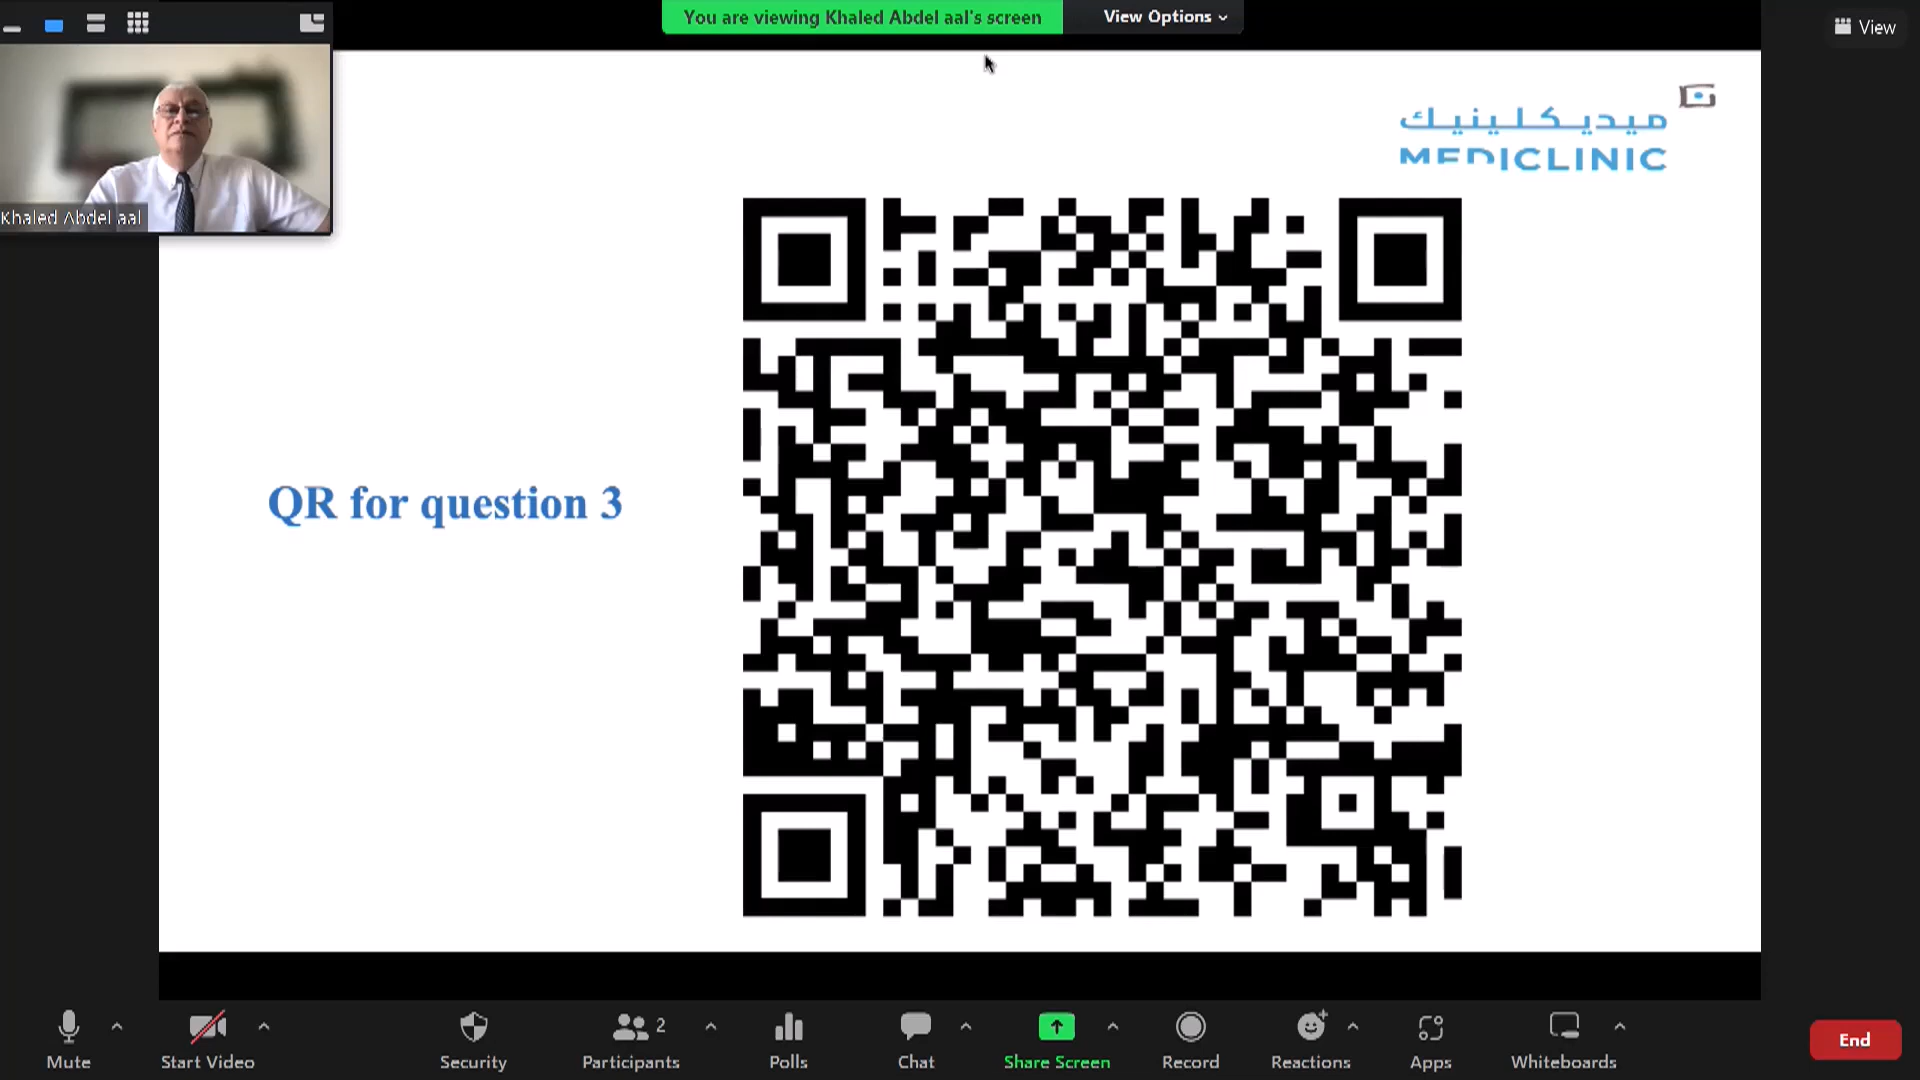 You are viewing Khaled Abdel aal's screen
View Options
View
Khaled Abdel aal
ميديكلينيك
MEDICLINIC
QR for question 3
Mute
Start Video
Security
Participants
2
Polls
Chat
Share Screen
Record
Reactions
Apps
Whiteboards
End